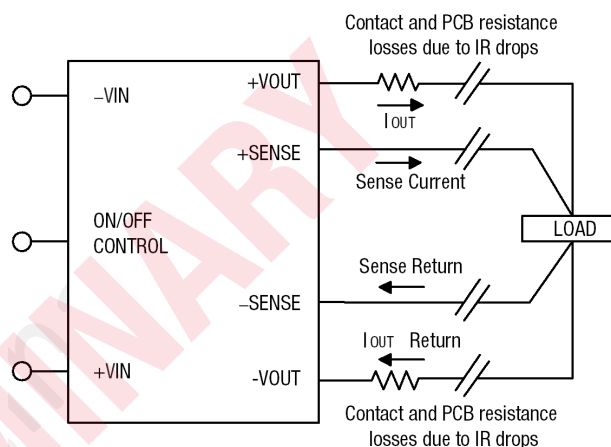 Contact and PCB resistance
losses due to IR drops
+VOUT
−VIN
IOUT
+SENSE
Sense Current
ON/OFF
CONTROL
LOAD
Sense Return
−SENSE
IOUT Return
+VIN
-VOUT
Contact and PCB resistance
losses due to IR drops
MINARY